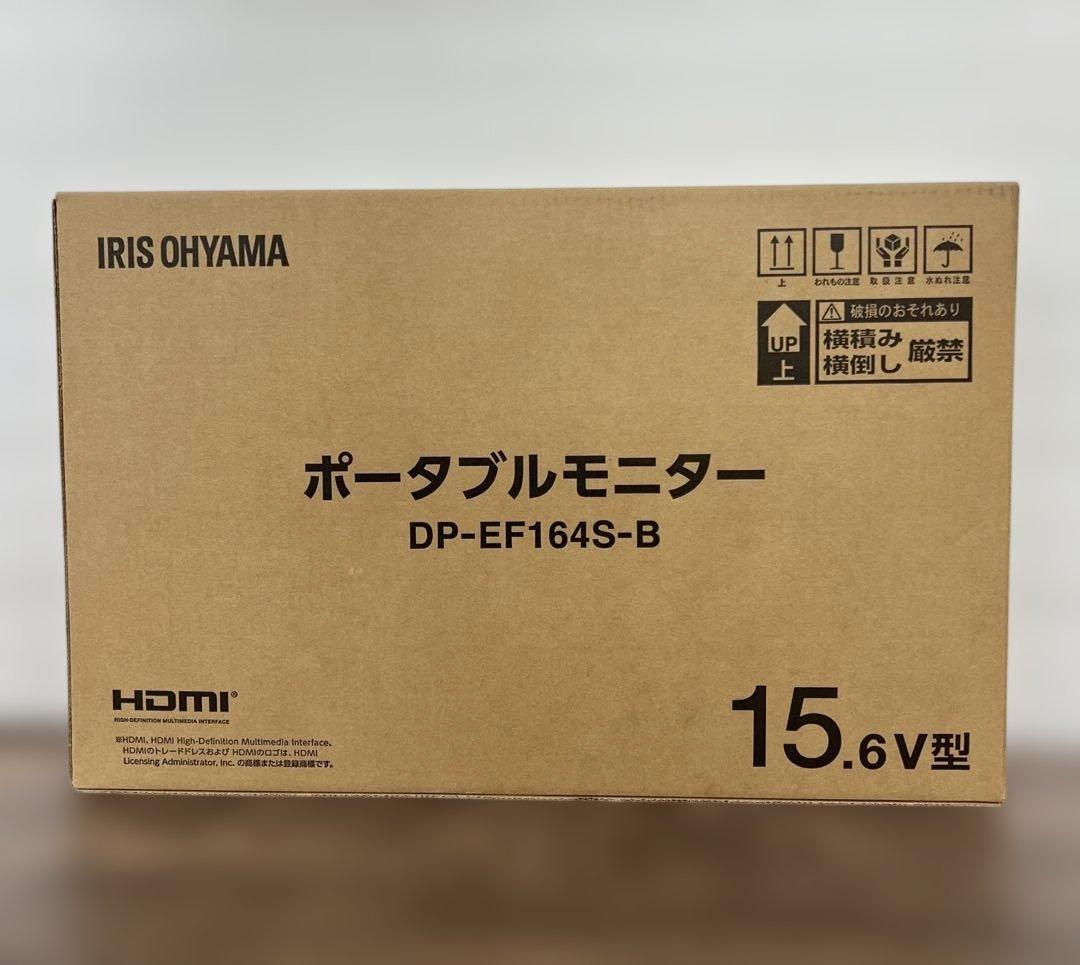 IRIS OHYAMA
上 われもの注意 取扱注意 水ぬれ注意
UP
上
破損のおそれあり
横積み
横倒し
厳禁
ポータブルモニター
DP-EF164S-B
HDMI®
HIGH-DEFINITION MULTIMEDIA INTERFACE
※HDMI、HDMI High-Definition Multimedia Interface、
HDMIのトレードドレスおよび HDMIのロゴは、HDMI
Licensing Administrator, Inc. の商標または登録商標です。
15.6V型